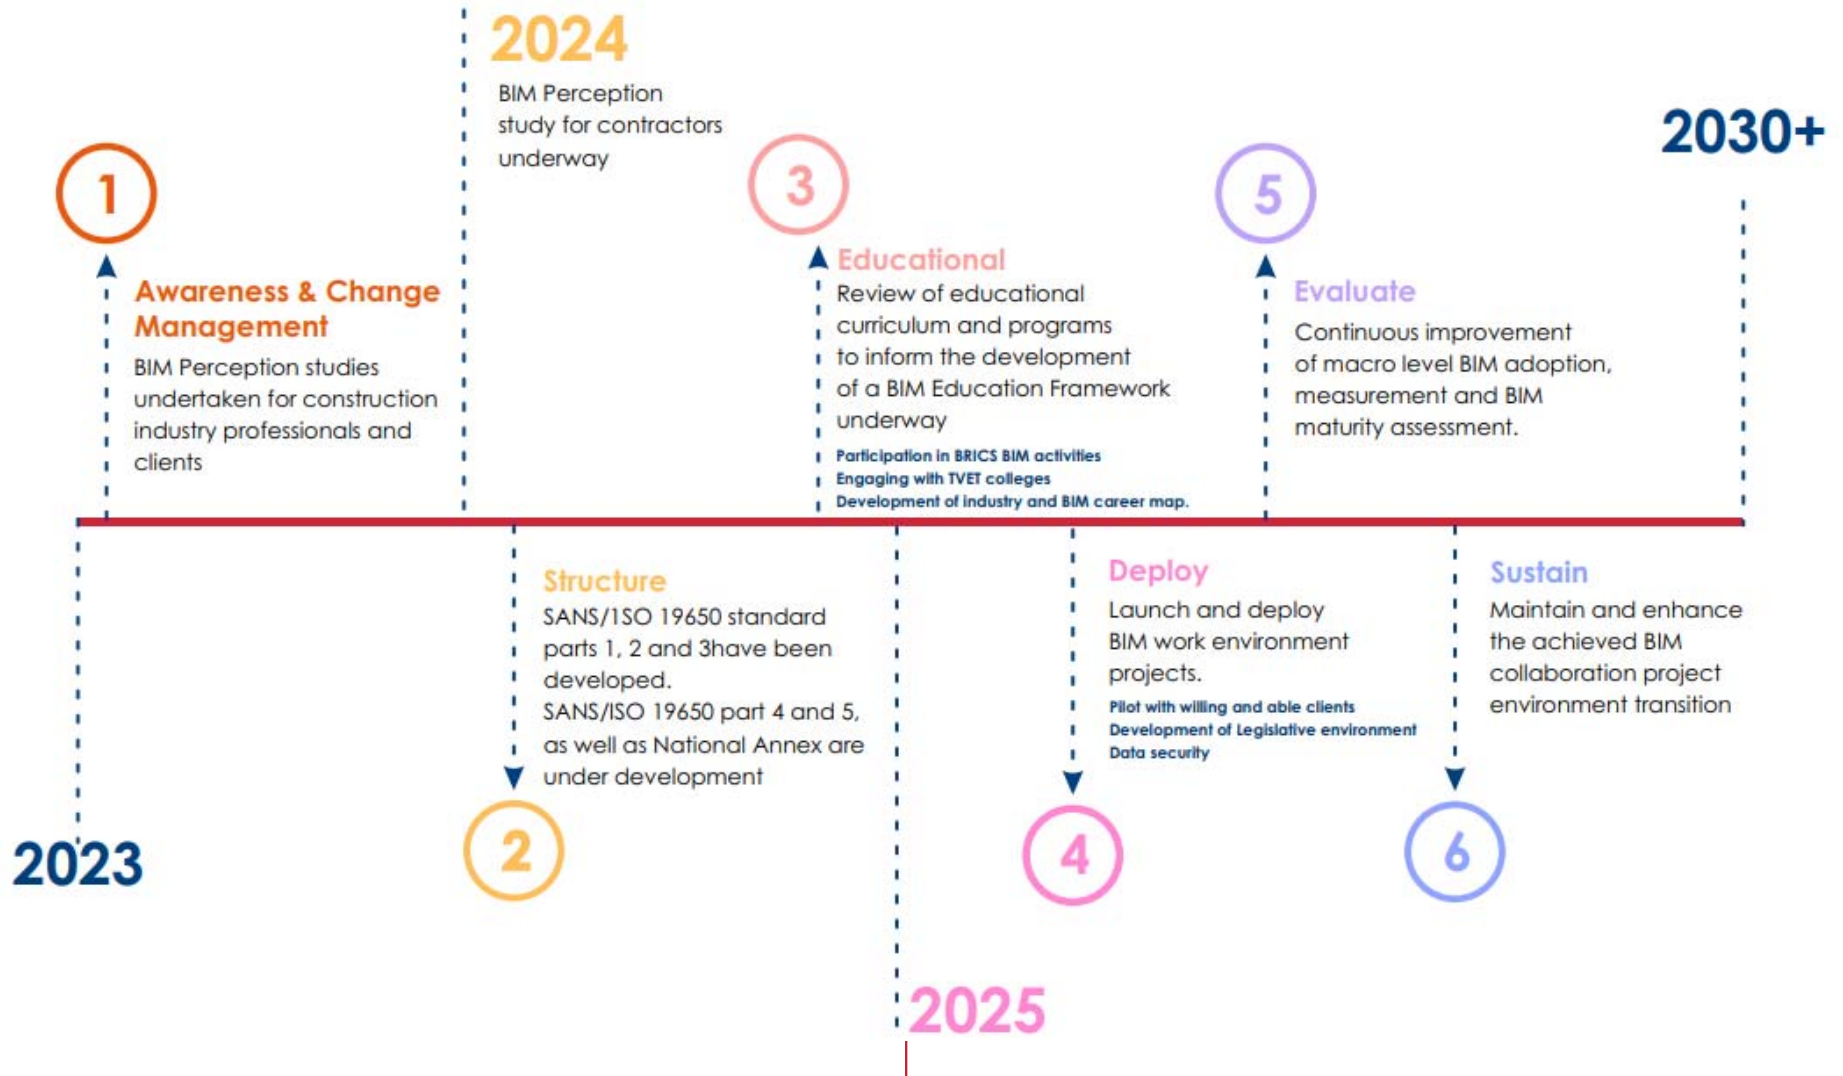 2024
BIM Perception
study for contractors
underway
2030+
1
3
5
Awareness & Change
Management
BIM Perception studies
undertaken for construction
industry professionals and
clients
Educational
Review of educational
curriculum and programs
to inform the development
of a BIM Education Framework
underway
Participation in BRICS BIM activities
Engaging with TVET colleges
Development of industry and BIM career map.
Evaluate
Continuous improvement
of macro level BIM adoption,
measurement and BIM
maturity assessment.
Structure
SANS/1SO 19650 standard
parts 1, 2 and 3have been
developed.
SANS/ISO 19650 part 4 and 5,
as well as National Annex are
under development
Deploy
Launch and deploy
BIM work environment
projects.
Pilot with willing and able clients
Development of Legislative environment
Data security
Sustain
Maintain and enhance
the achieved BIM
collaboration project
environment transition
2023
2
4
6
2025